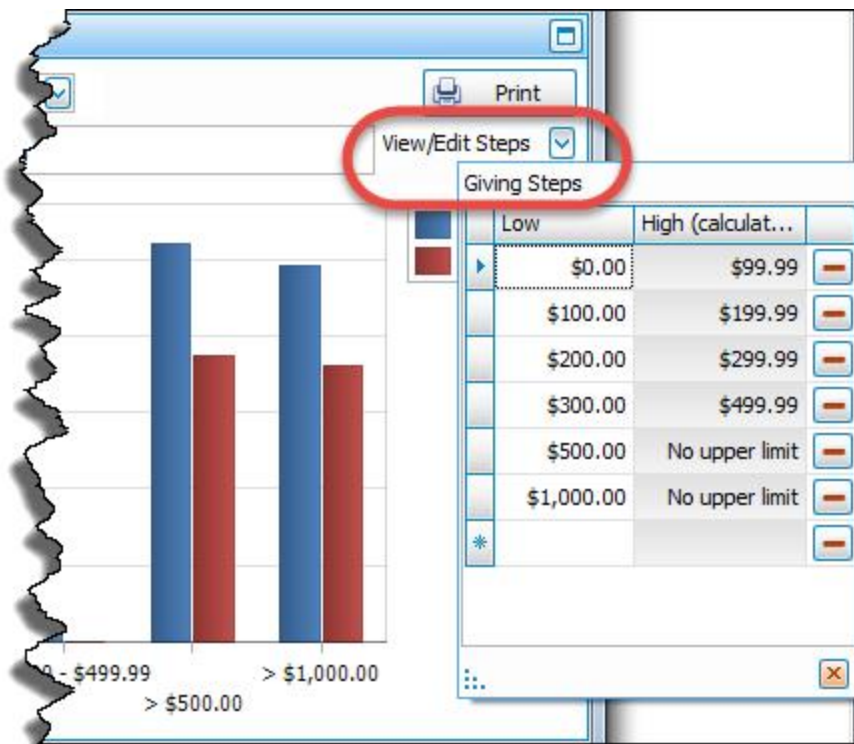 Print
View/Edit Steps
Giving Steps
Low High (calculat...
$0.00 $99.99
$100.00 $199.99
$200.00 $299.99
$300.00 $499.99
$500.00 No upper limit
$1,000.00 No upper limit
- $499.99 > $1,000.00
> $500.00